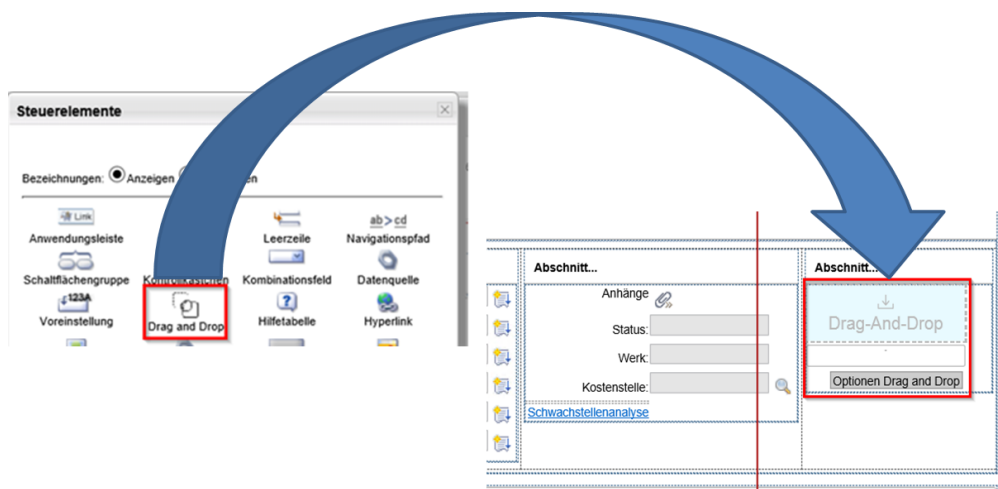 Steuerelemente
Bezeichnungen: Anzeigen en
Link ab>cd
Anwendungsleiste Leerzeile Navigationspfad
Schaltflächengruppe Kontrollkästchen Kombinationsfeld Datenquelle
123A
Voreinstellung Drag and Drop Hilfetabelle Hyperlink
Abschnitt... Abschnitt...
Anhänge
Drag-And-Drop
Status:
Werk:
Kostenstelle: Optionen Drag and Drop
Schwachstellenanalyse